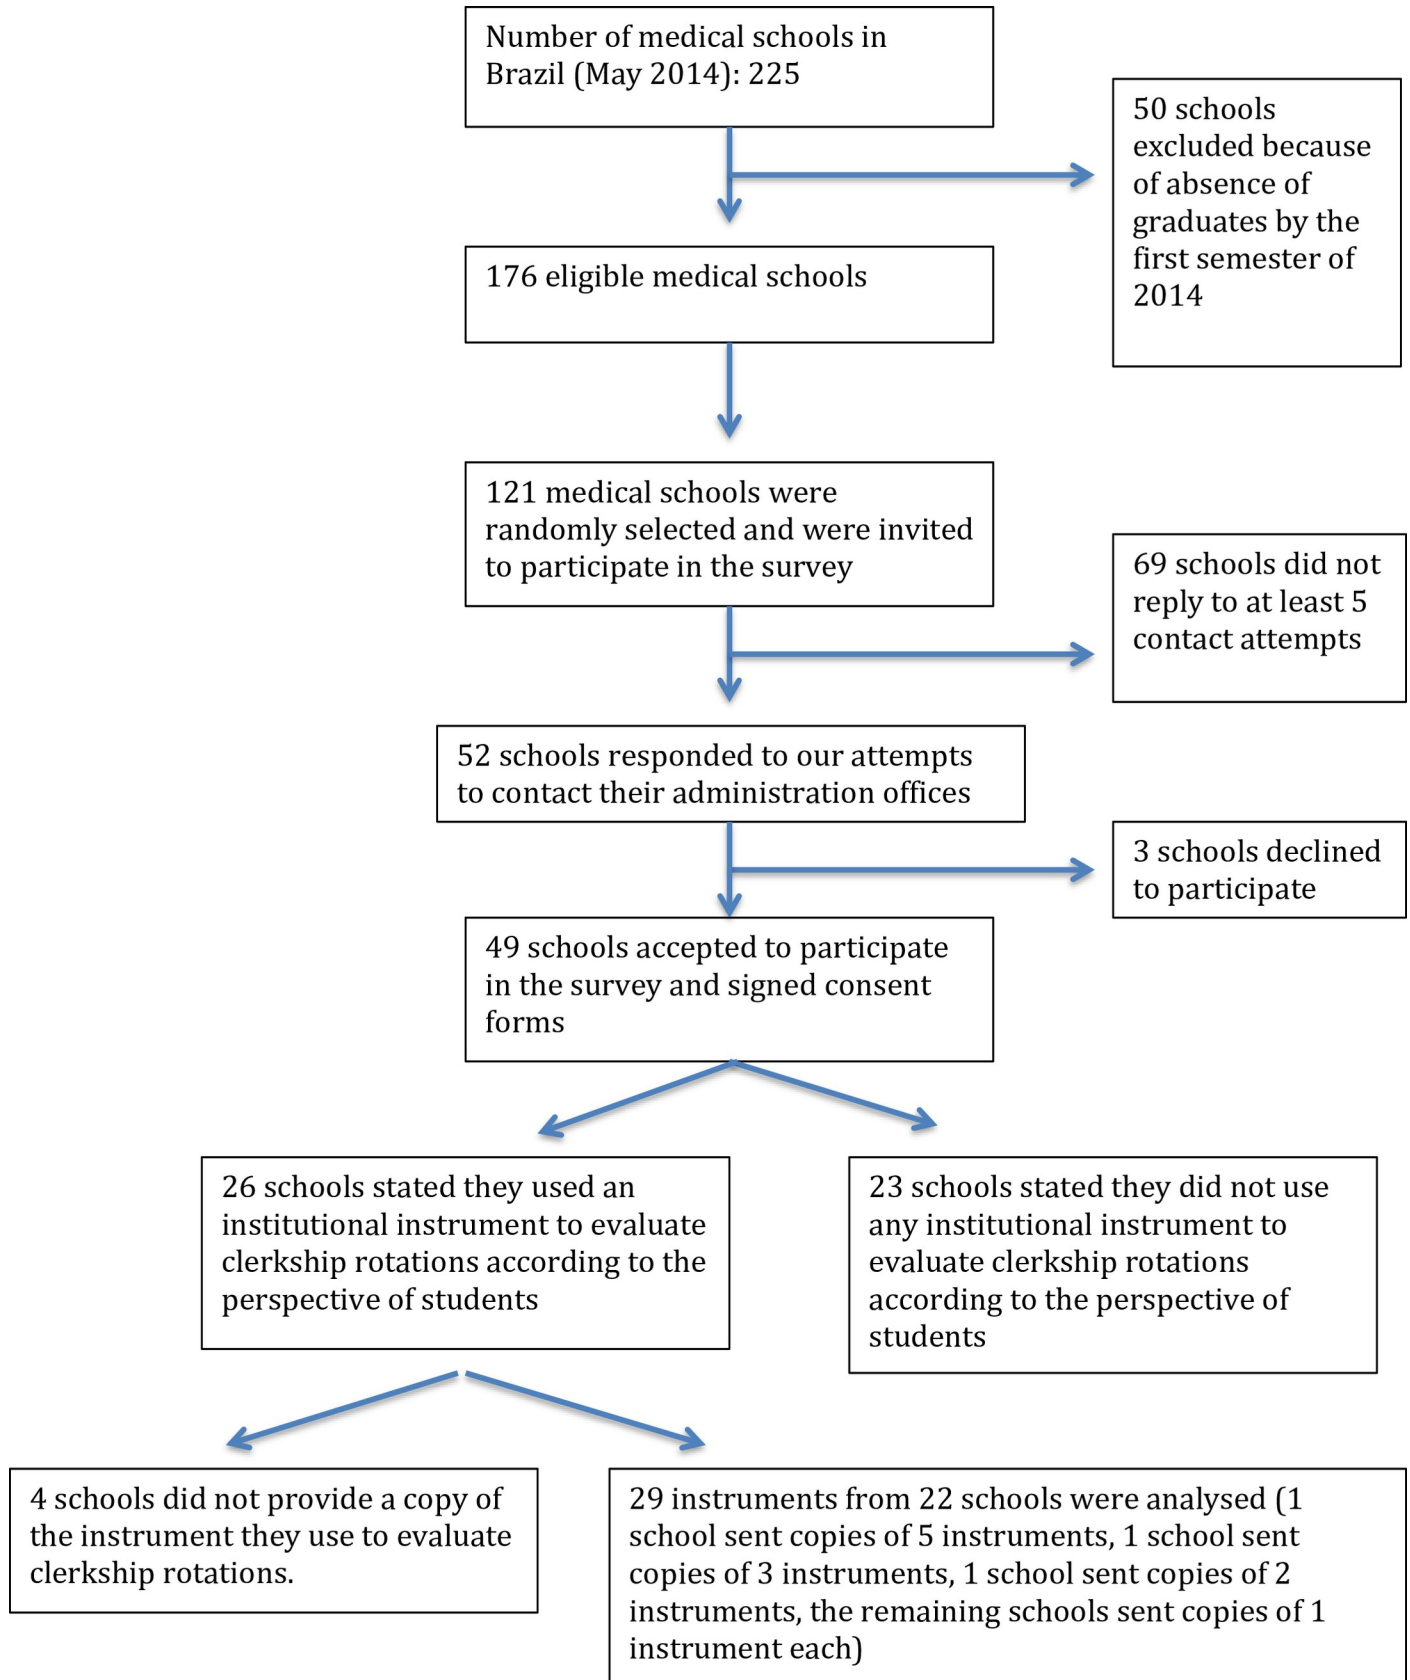 Number of medical schools in
Brazil (May 2014): 225
50 schools
excluded because
of absence of
graduates by the
first semester of
2014
176 eligible medical schools
121 medical schools were
randomly selected and were invited
to participate in the survey
69 schools did not
reply to at least 5
contact attempts
52 schools responded to our attempts
to contact their administration offices
3 schools declined
to participate
49 schools accepted to participate
in the survey and signed consent
forms
26 schools stated they used an
institutional instrument to evaluate
clerkship rotations according to the
perspective of students
23 schools stated they did not use
any institutional instrument to
evaluate clerkship rotations
according to the perspective of
students
4 schools did not provide a copy of
the instrument they use to evaluate
clerkship rotations.
29 instruments from 22 schools were analysed (1
school sent copies of 5 instruments, 1 school sent
copies of 3 instruments, 1 school sent copies of 2
instruments, the remaining schools sent copies of 1
instrument each)